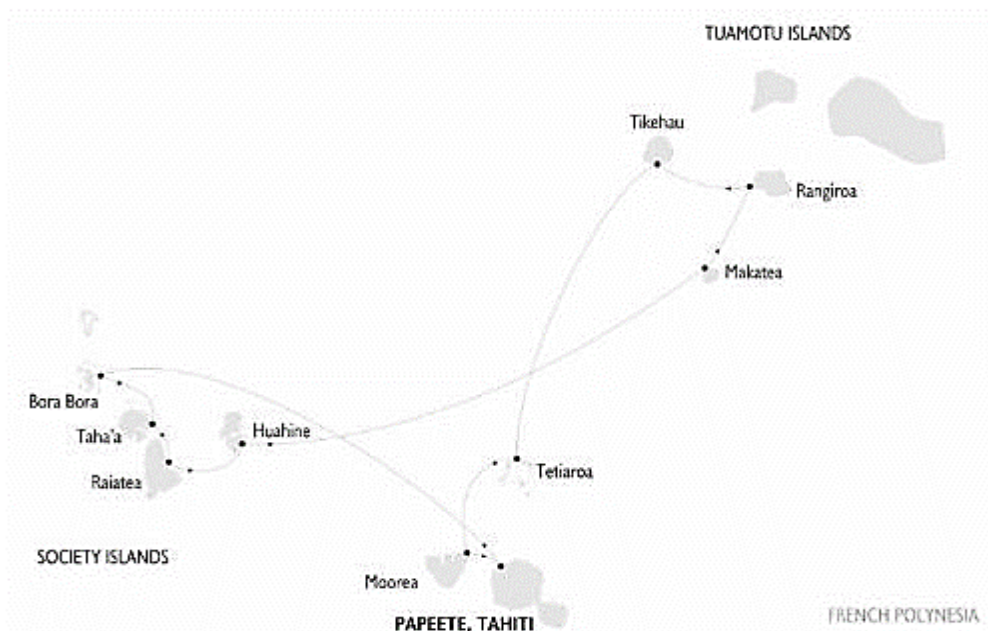 TUAMOTU ISLANDS
Tikehau
Rangiroa
Makatea
Bora Bora
Taha'a
Huahine
Raiatea
Tetiaroa
SOCIETY ISLANDS
Moorea
PAPEETE, TAHITI
FRENCH POLYNESIA